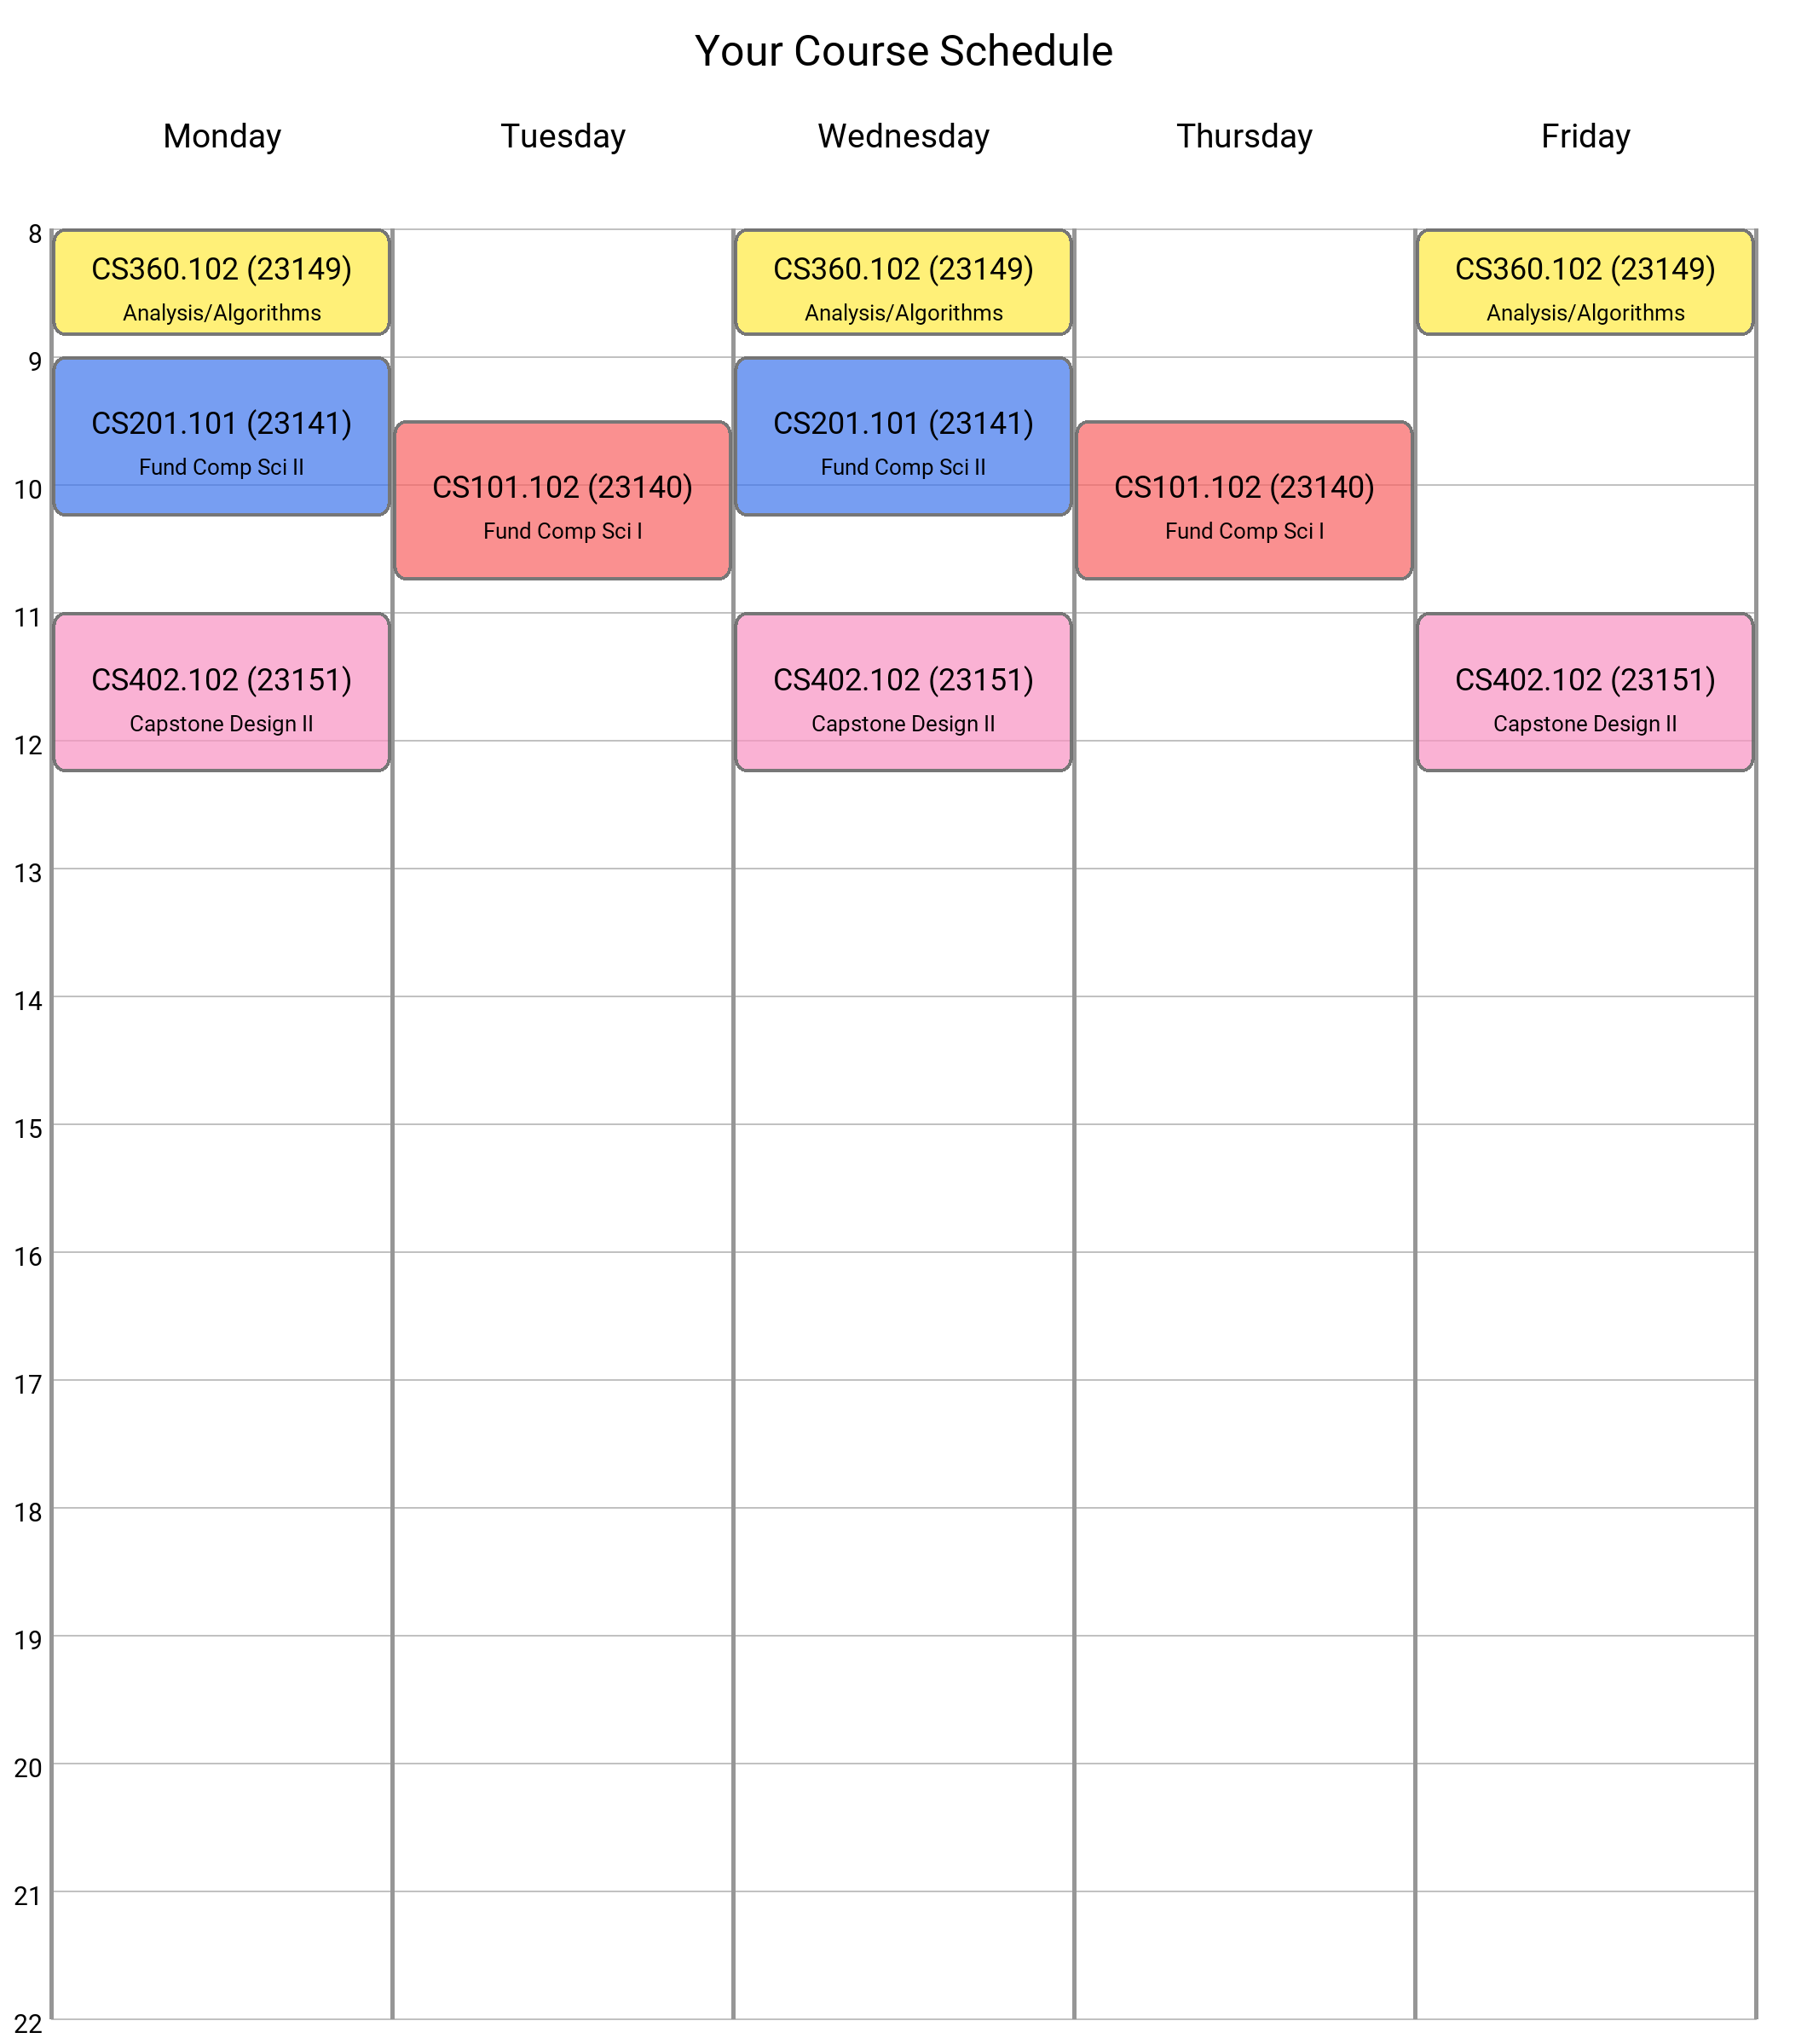 Your Course Schedule
Monday Tuesday Wednesday Thursday Friday
8
CS360.102 (23149) CS360.102 (23149) CS360.102 (23149)
Analysis/Algorithms Analysis/Algorithms Analysis/Algorithms
9
CS201.101 (23141) CS201.101 (23141)
Fund Comp Sci II Fund Comp Sci II
10 CS101.102 (23140) CS101.102 (23140)
Fund Comp Sci I Fund Comp Sci I
11
CS402.102 (23151) CS402.102 (23151) CS402.102 (23151)
Capstone Design II Capstone Design II Capstone Design II
12
13
14
15
16
17
18
19
20
21
22